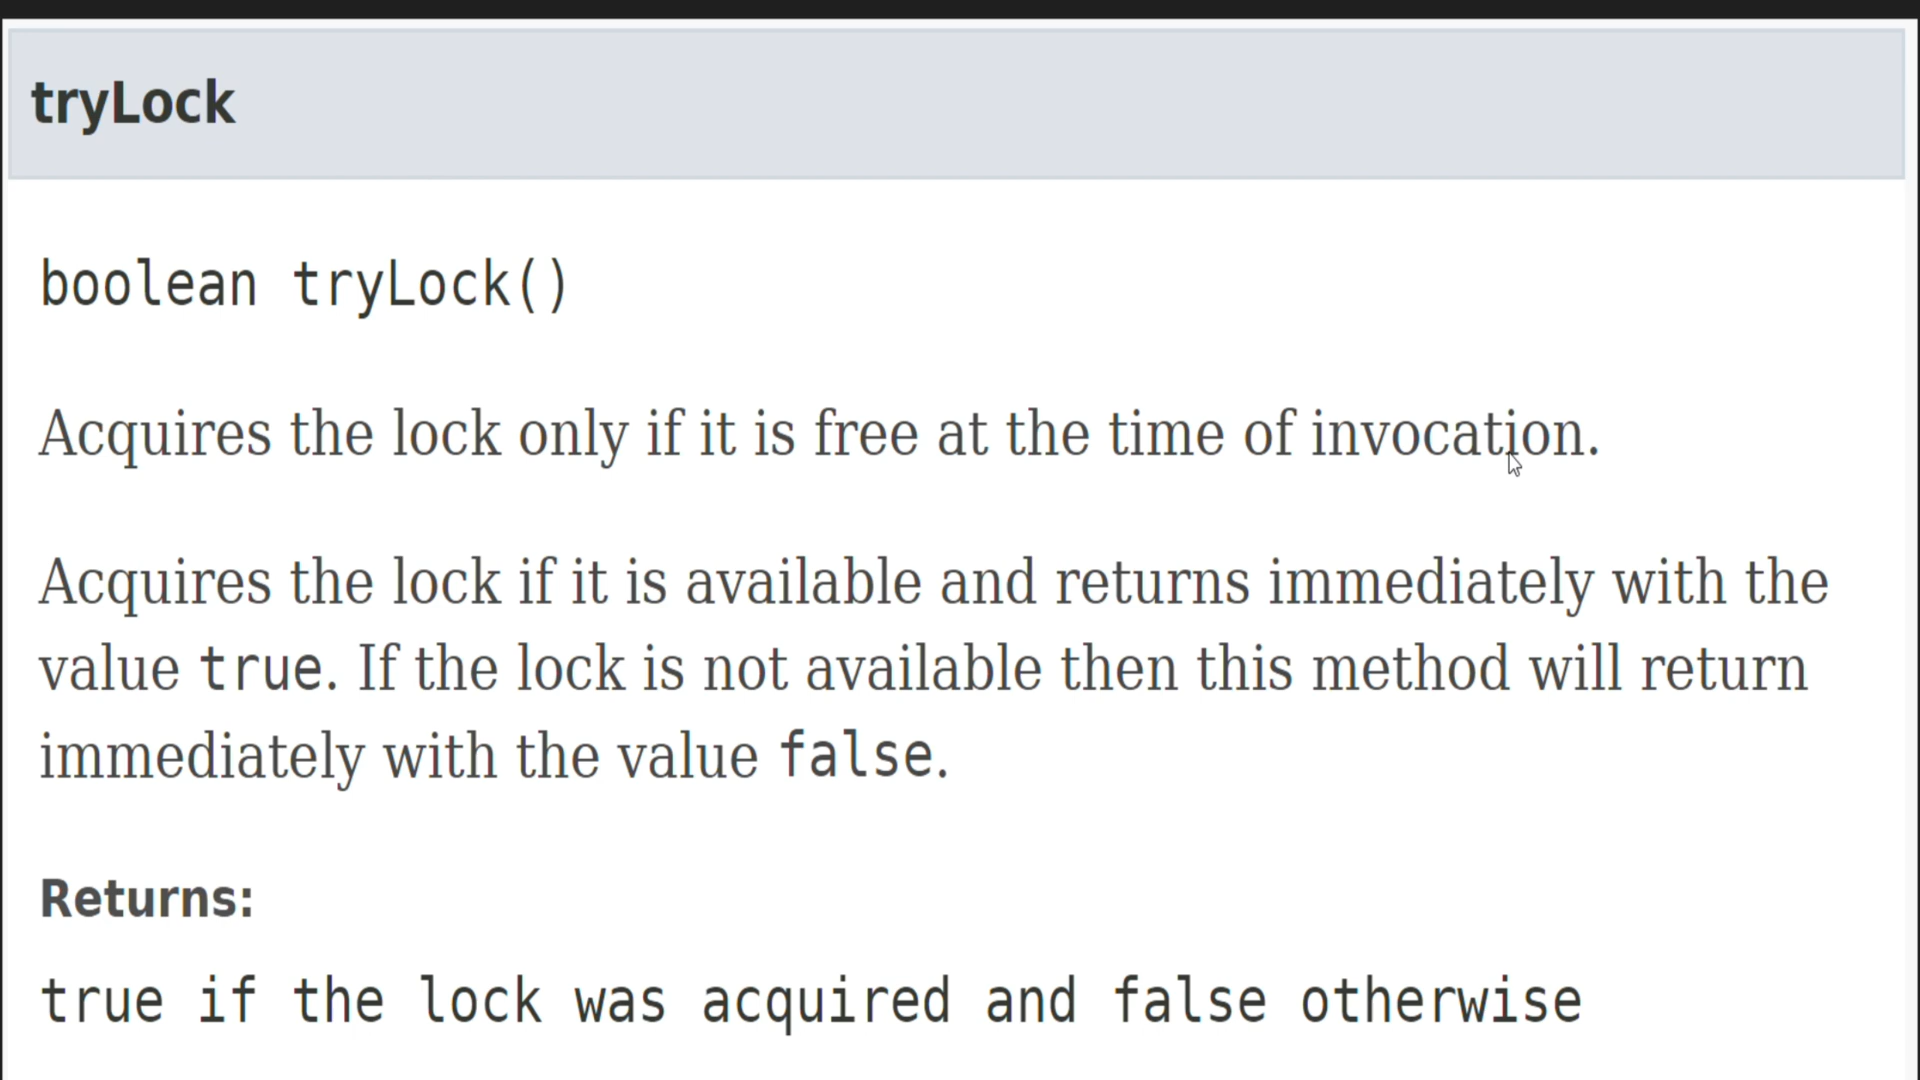 tryLock
boolean tryLock()
Acquires the lock only if it is free at the time of invocation.
Acquires the lock if it is available and returns immediately with the
value true. If the lock is not available then this method will return
immediately with the value false.
Returns:
true if the lock was acquired and false otherwise